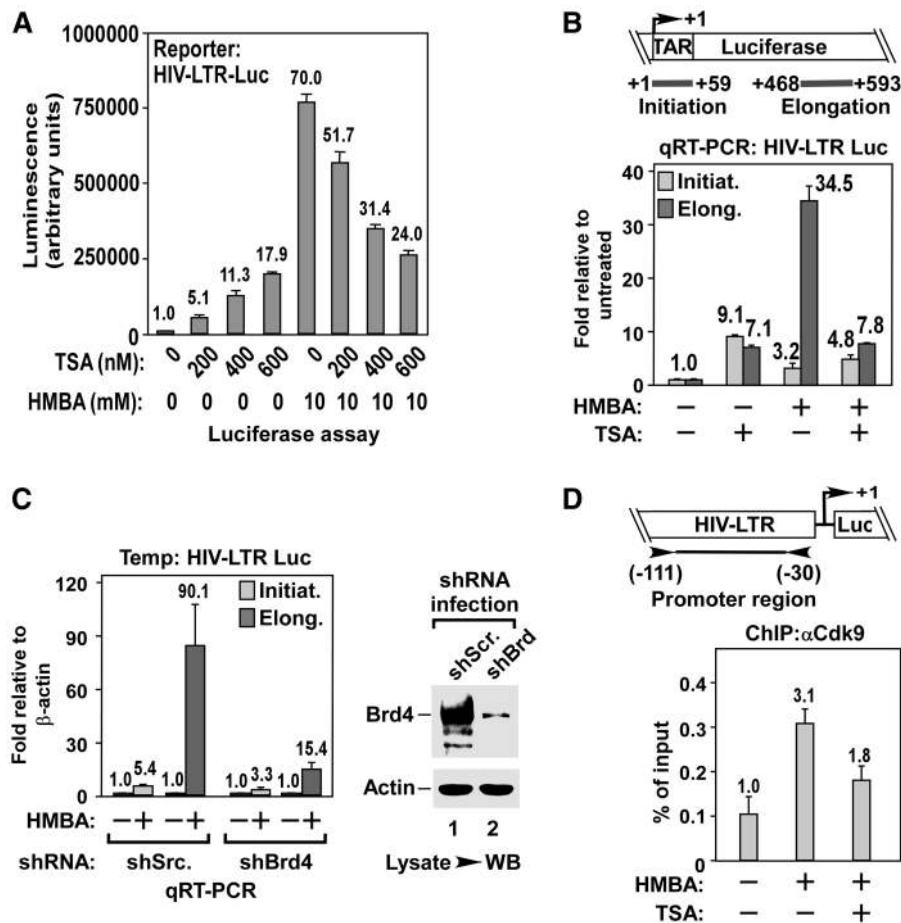 A
Reporter:
HIV-LTR-Luc
Luminescence
(arbitrary units)
1000000
750000
500000
250000
0
1.0
5.1
11.3
17.9
70.0
51.7
31.4
24.0
TSA (nM): 0 200 400 600 0 200 400 600
HMBA (mM): 0 0 0 0 10 10 10 10
Luciferase assay
B
+1
TAR Luciferase
+1 +59 +468 +593
Initiation Elongation
qRT-PCR: HIV-LTR Luc
Initiat.
Elong.
Fold relative to
untreated
40
30
20
10
0
1.0
9.1
7.1
3.2
34.5
4.8
7.8
HMBA: − − + +
TSA: − + − +
C
Temp: HIV-LTR Luc
Initiat.
Elong.
Fold relative to
β-actin
120
90
60
30
0
1.0
5.4
1.0
90.1
1.0
3.3
1.0
15.4
HMBA: − + − + − + − +
shRNA: shSrc. shBrd4
qRT-PCR
shRNA
infection
shScr.
shBrd
Brd4
Actin
1 2
Lysate ➤ WB
D
+1
HIV-LTR Luc
(-111) (-30)
Promoter region
ChIP:αCdk9
% of input
0.4
0.3
0.2
0.1
0
1.0
3.1
1.8
HMBA: − + +
TSA: − − +